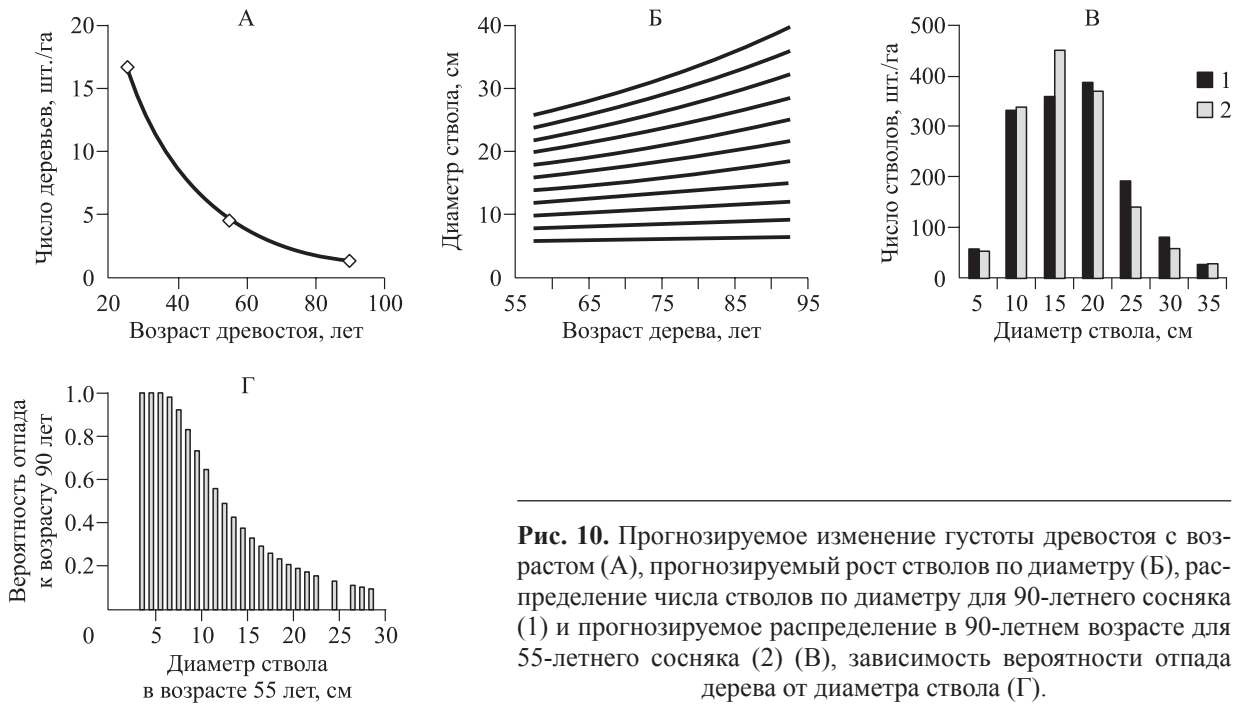 А
20
15
10
5
0
20 40 60 80 100
Число деревьев, шт./га
Возраст древостоя, лет
Б
40
30
20
10
0
55 65 75 85 95
Диаметр ствола, см
Возраст дерева, лет
В
500
400
300
200
100
0
5 10 15 20 25 30 35
Число стволов, шт./га
Диаметр ствола, см
1
2
Г
1.0
0.8
0.6
0.4
0.2
0
5 10 15 20 25 30
Вероятность отпада
к возрасту 90 лет
Диаметр ствола
в возрасте 55 лет, см
Рис. 10. Прогнозируемое изменение густоты древостоя с воз-
растом (А), прогнозируемый рост стволов по диаметру (Б), рас-
пределение числа стволов по диаметру для 90-летнего сосняка
(1) и прогнозируемое распределение в 90-летнем возрасте для
55-летнего сосняка (2) (В), зависимость вероятности отпада
дерева от диаметра ствола (Г).